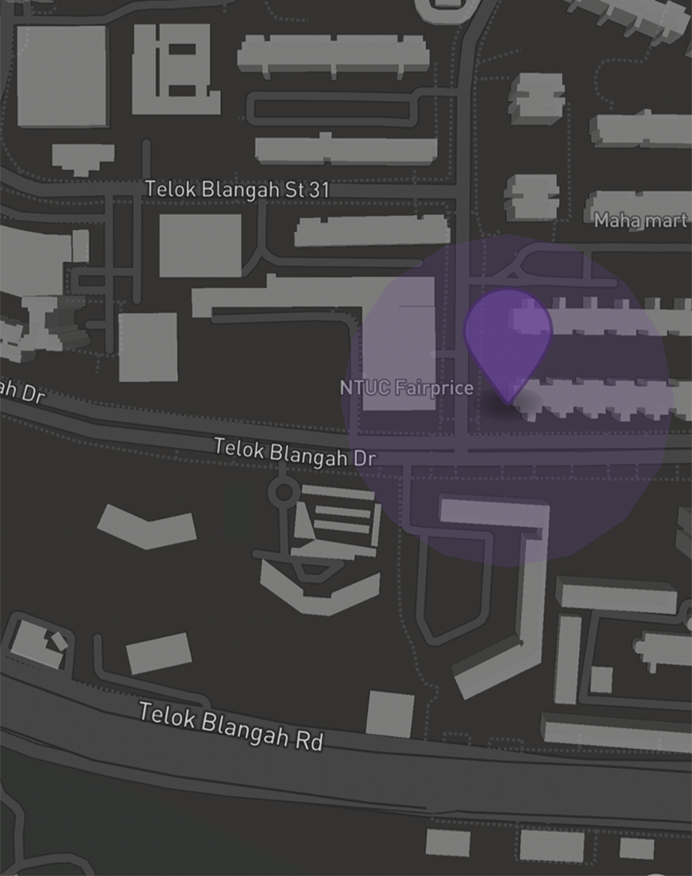 Telok Blangah St 31
Maha mart
NTUC Fairprice
ah Dr
Telok Blangah Dr
Telok Blangah Rd